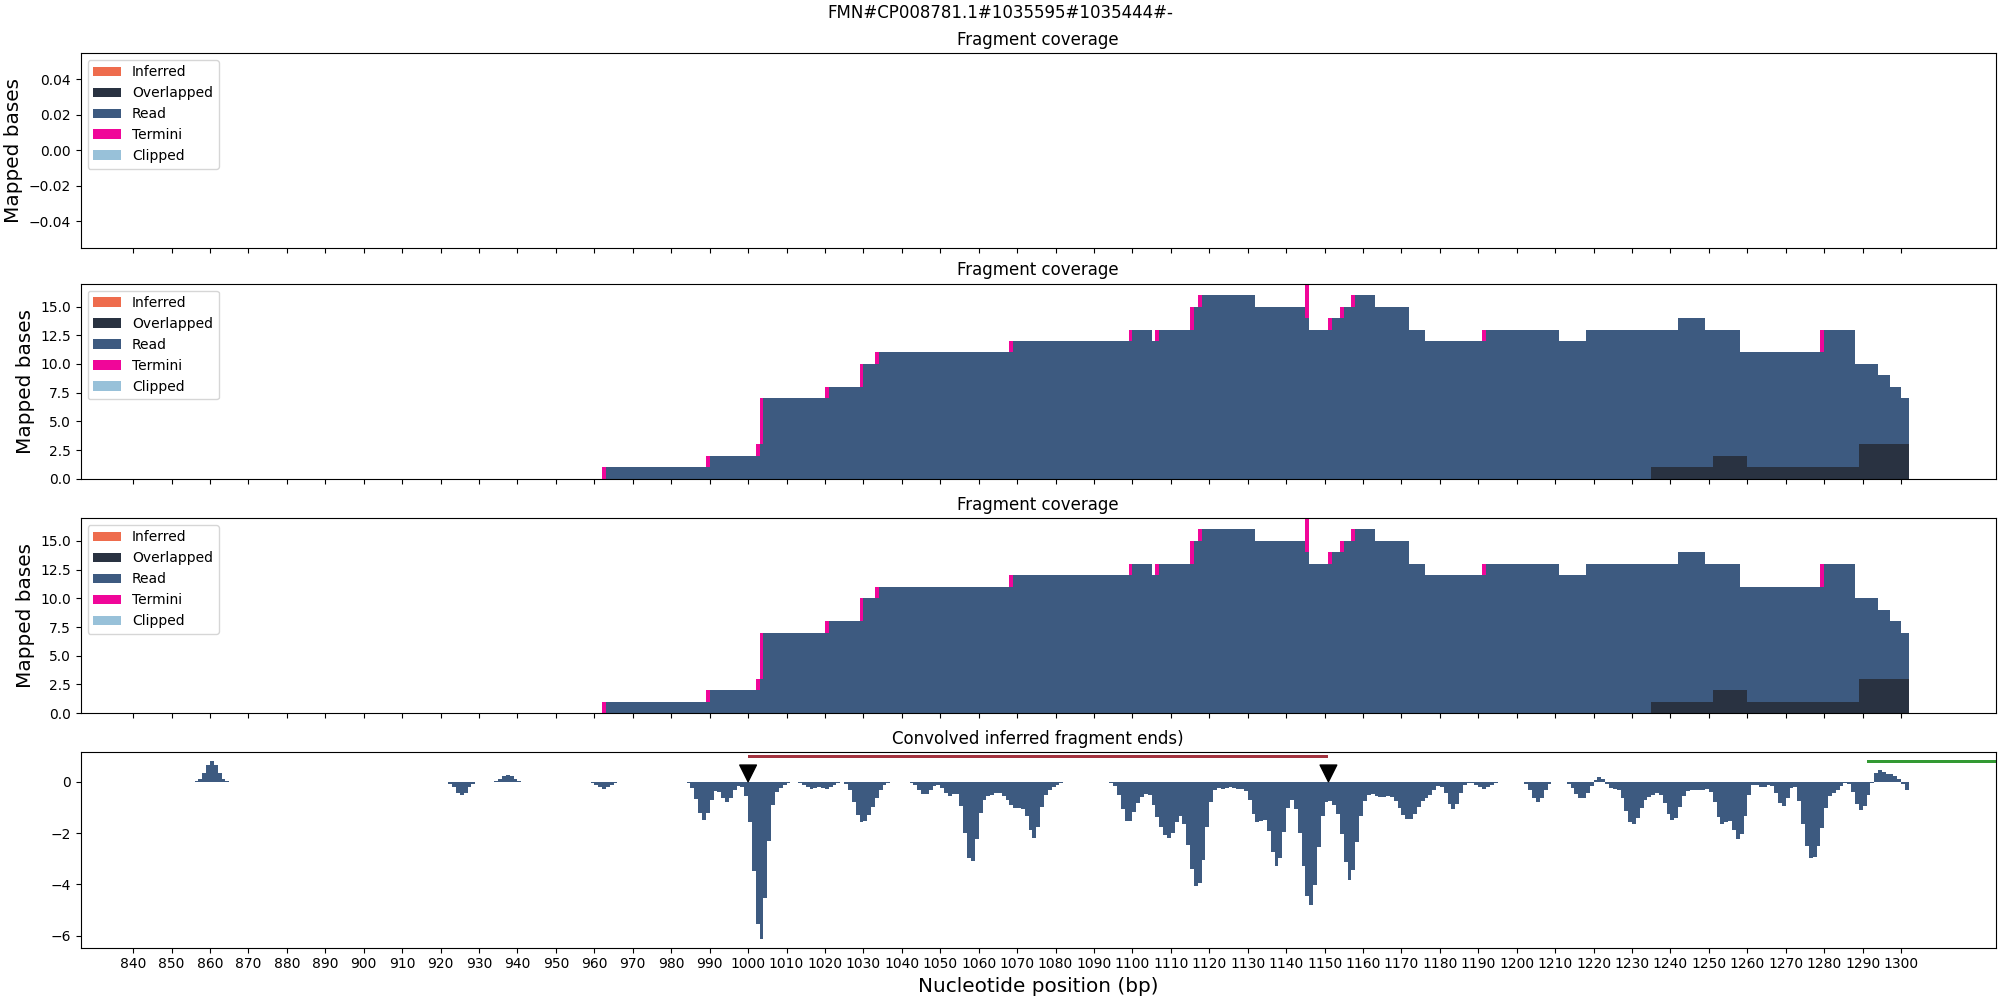 FMN#CP008781.1#1035595#1035444#-
Fragment coverage
Mapped bases
0.04
0.02
0.00
−0.02
−0.04
Inferred
Overlapped
Read
Termini
Clipped
Fragment coverage
Mapped bases
15.0
12.5
10.0
7.5
5.0
2.5
0.0
Inferred
Overlapped
Read
Termini
Clipped
Fragment coverage
Mapped bases
15.0
12.5
10.0
7.5
5.0
2.5
0.0
Inferred
Overlapped
Read
Termini
Clipped
Convolved inferred fragment ends)
0
−2
−4
−6
840 850 860 870 880 890 900 910 920 930 940 950 960 970 980 990 1000 1010 1020 1030 1040 1050 1060 1070 1080 1090 1100 1110 1120 1130 1140 1150 1160 1170 1180 1190 1200 1210 1220 1230 1240 1250 1260 1270 1280 1290 1300
Nucleotide position (bp)